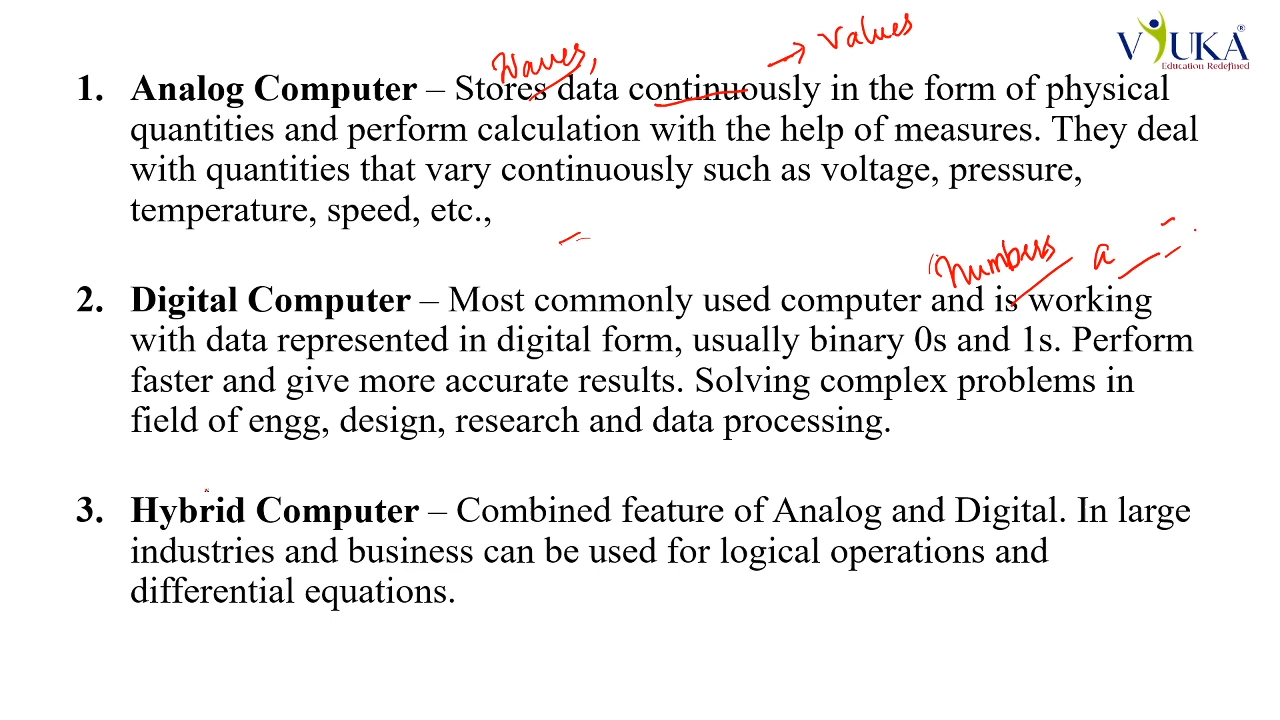 Waves,
→ Values
VIUKA®
Education Redefined
1. Analog Computer – Stores data continuously in the form of physical
quantities and perform calculation with the help of measures. They deal
with quantities that vary continuously such as voltage, pressure,
temperature, speed, etc.,
Numbers a
2. Digital Computer – Most commonly used computer and is working
with data represented in digital form, usually binary 0s and 1s. Perform
faster and give more accurate results. Solving complex problems in
field of engg, design, research and data processing.
3. Hybrid Computer – Combined feature of Analog and Digital. In large
industries and business can be used for logical operations and
differential equations.